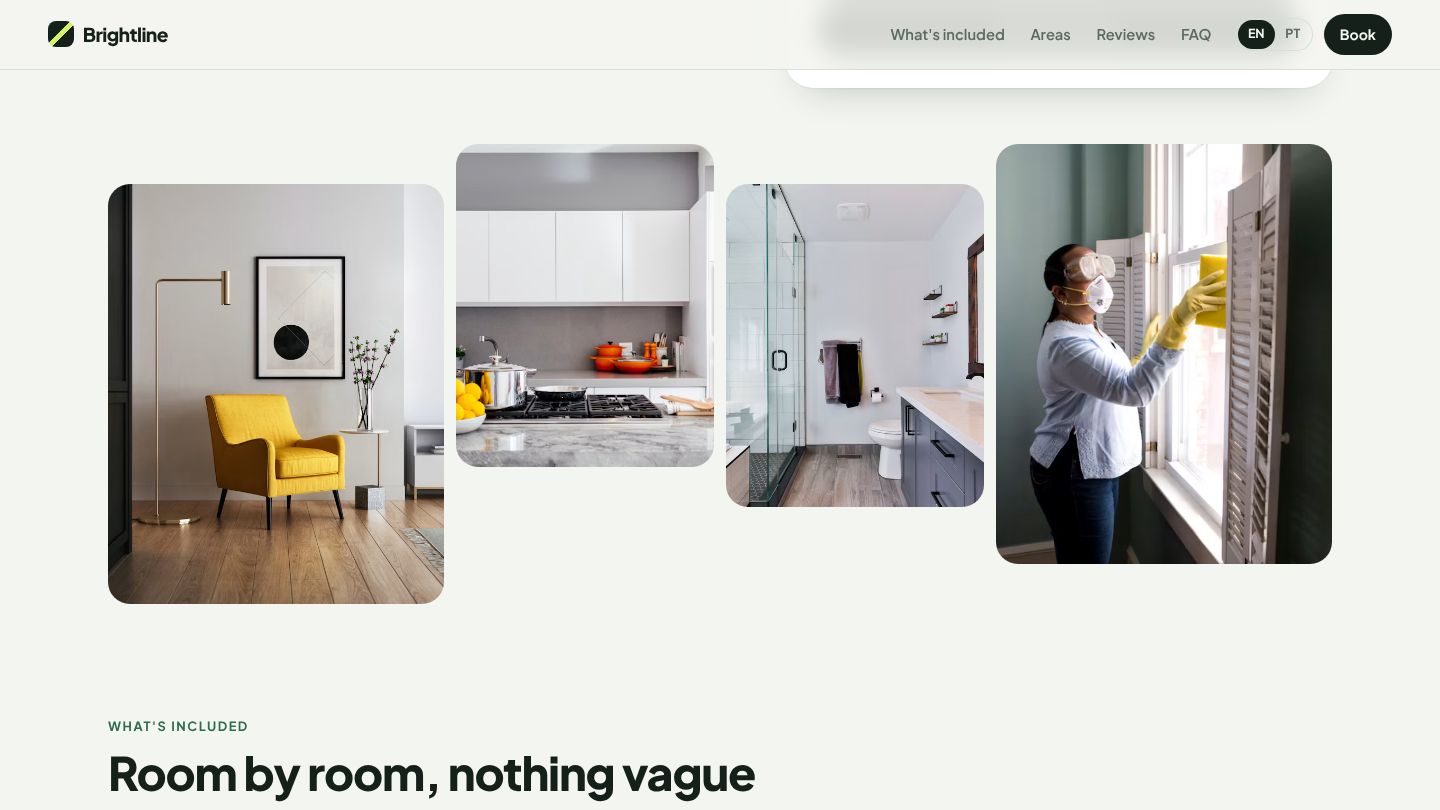 Brightline
What's included
Areas
Reviews
FAQ
EN
PT
Book
WHAT'S INCLUDED
Room by room, nothing vague